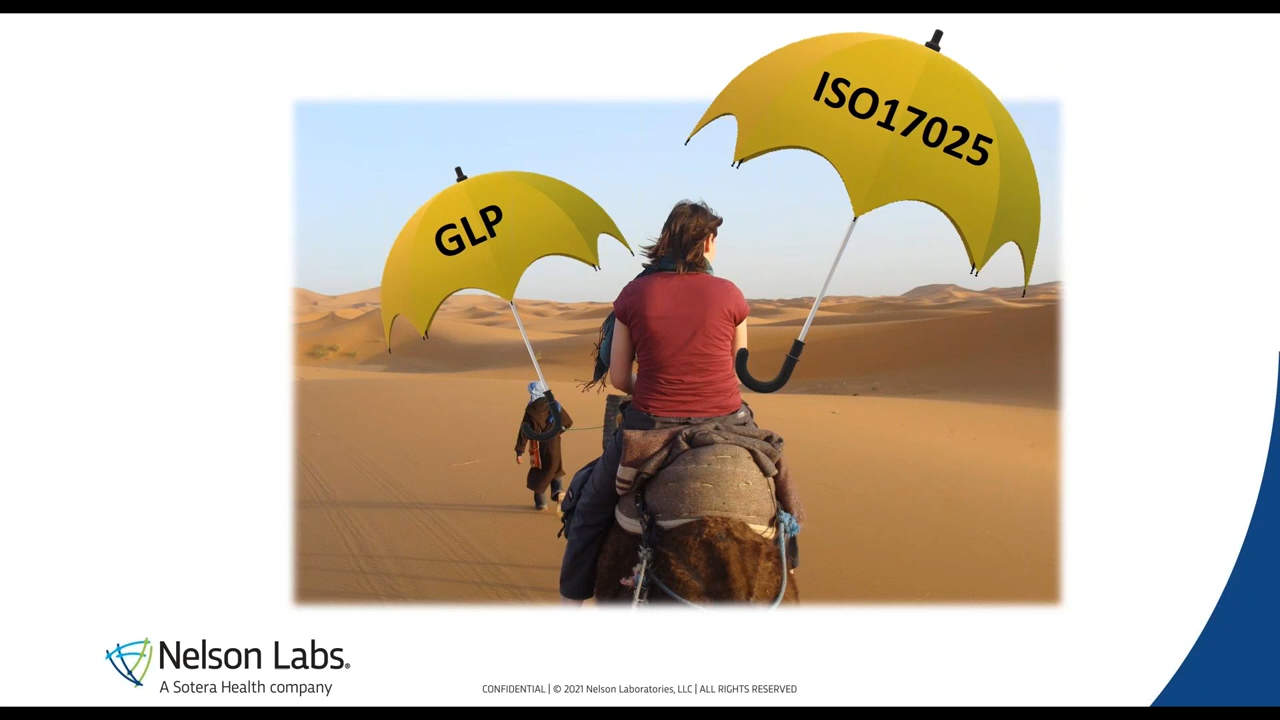 ISO17025
GLP
Nelson Labs®
A Sotera Health company
CONFIDENTIAL | © 2021 Nelson Laboratories, LLC | ALL RIGHTS RESERVED